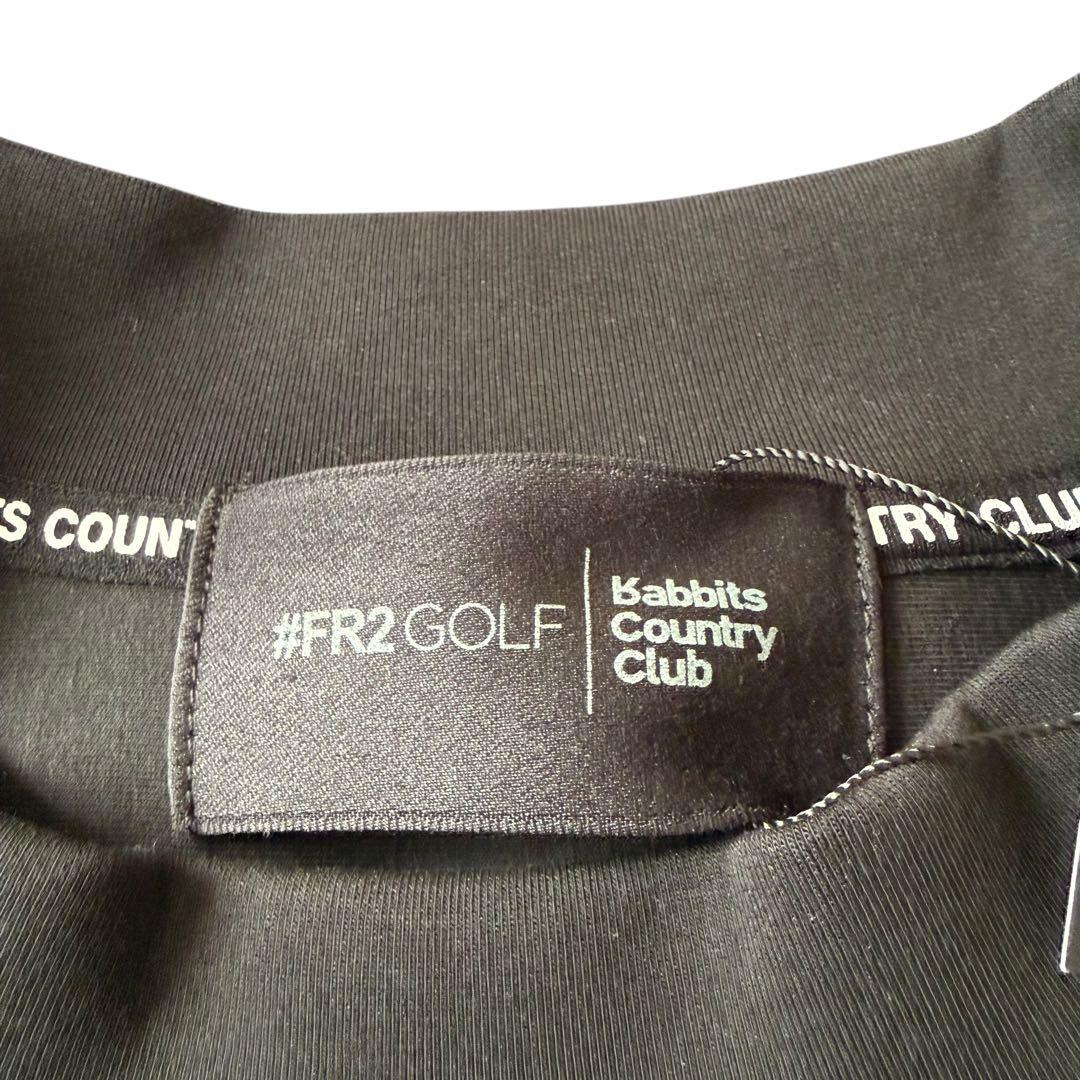 TS COUNT
TRY CLU
#FR2GOLF
Rabbits
Country
Club